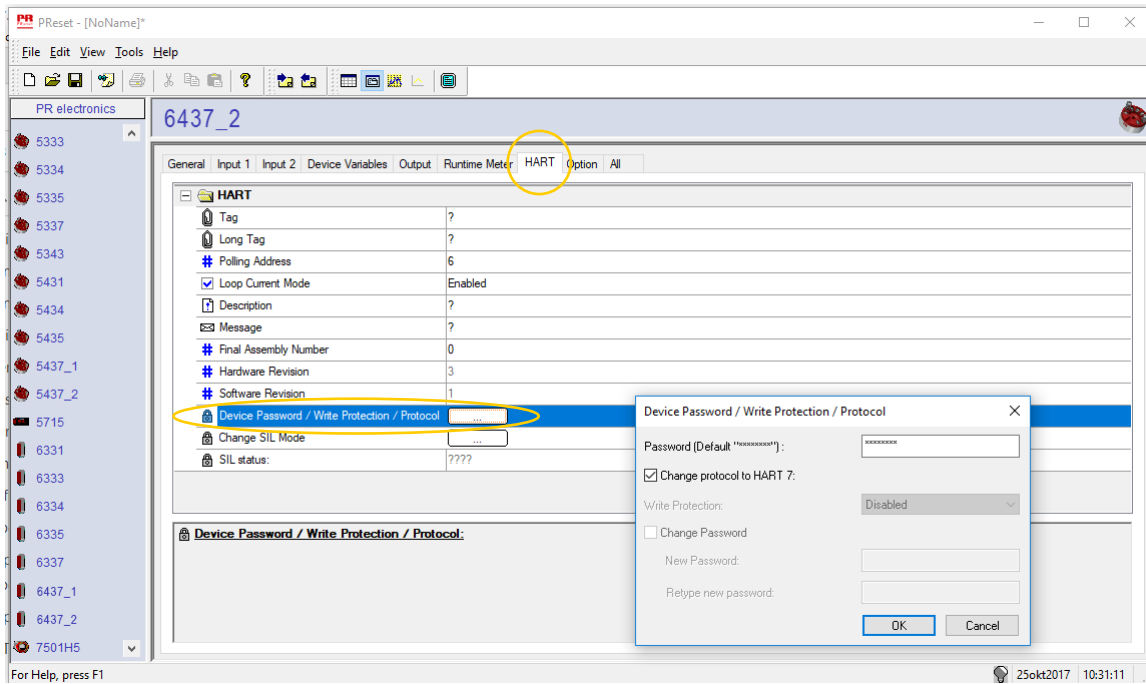 PR PReset - [NoName]*
File Edit View Tools Help
PR electronics
5333
5334
5335
5337
5343
5431
5434
5435
5437_1
5437_2
5715
6331
6333
6334
6335
6337
6437_1
6437_2
7501H5
6437_2
General Input 1 Input 2 Device Variables Output Runtime Meter HART Option All
HART
Tag ?
Long Tag ?
Polling Address 6
Loop Current Mode Enabled
Description ?
Message ?
Final Assembly Number 0
Hardware Revision 3
Software Revision 1
Device Password / Write Protection / Protocol ...
Change SIL Mode ...
SIL status: ????
Device Password / Write Protection / Protocol:
Device Password / Write Protection / Protocol
Password (Default "********") : ********
Change protocol to HART 7:
Write Protection: Disabled
Change Password
New Password:
Retype new password:
OK Cancel
For Help, press F1
25okt2017 10:31:11